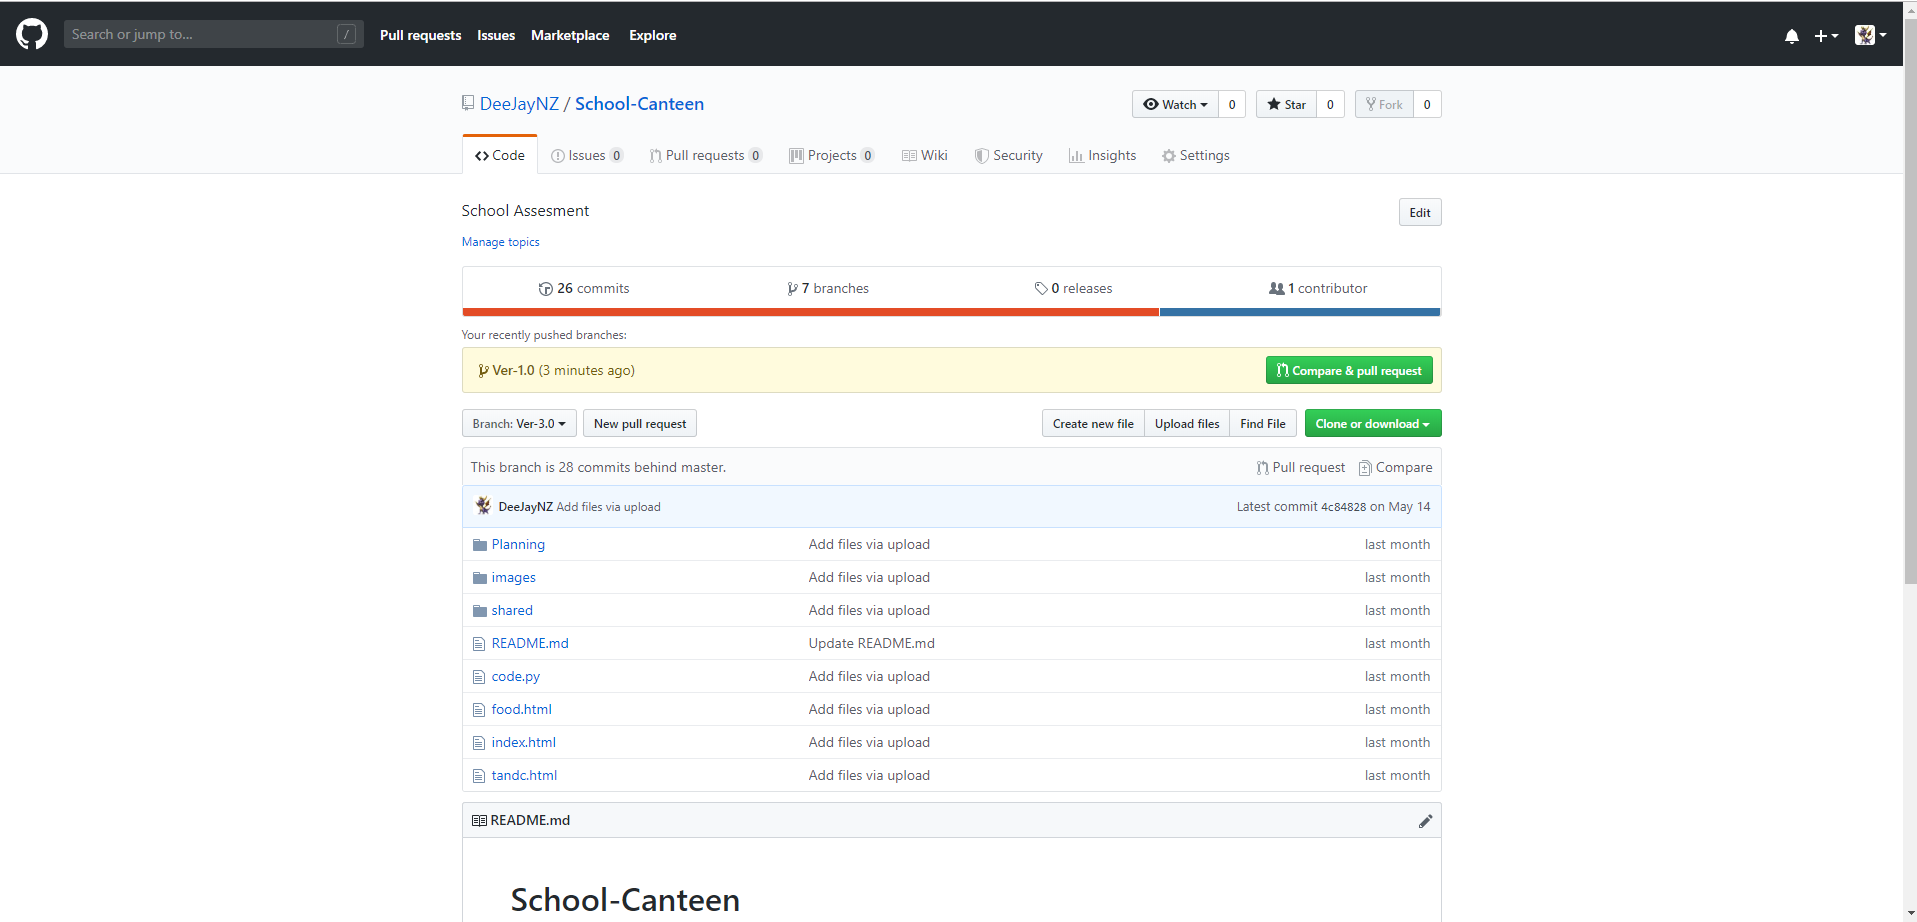 Search or jump to... / Pull requests Issues Marketplace Explore
DeeJayNZ / School-Canteen Watch 0 Star 0 Fork 0
Code Issues 0 Pull requests 0 Projects 0 Wiki Security Insights Settings
School Assesment Edit
Manage topics
26 commits 7 branches 0 releases 1 contributor
Your recently pushed branches:
Ver-1.0 (3 minutes ago) Compare & pull request
Branch: Ver-3.0 New pull request Create new file Upload files Find File Clone or download
This branch is 28 commits behind master. Pull request Compare
DeeJayNZ Add files via upload Latest commit 4c84828 on May 14
Planning Add files via upload last month
images Add files via upload last month
shared Add files via upload last month
README.md Update README.md last month
code.py Add files via upload last month
food.html Add files via upload last month
index.html Add files via upload last month
tandc.html Add files via upload last month
README.md
School-Canteen